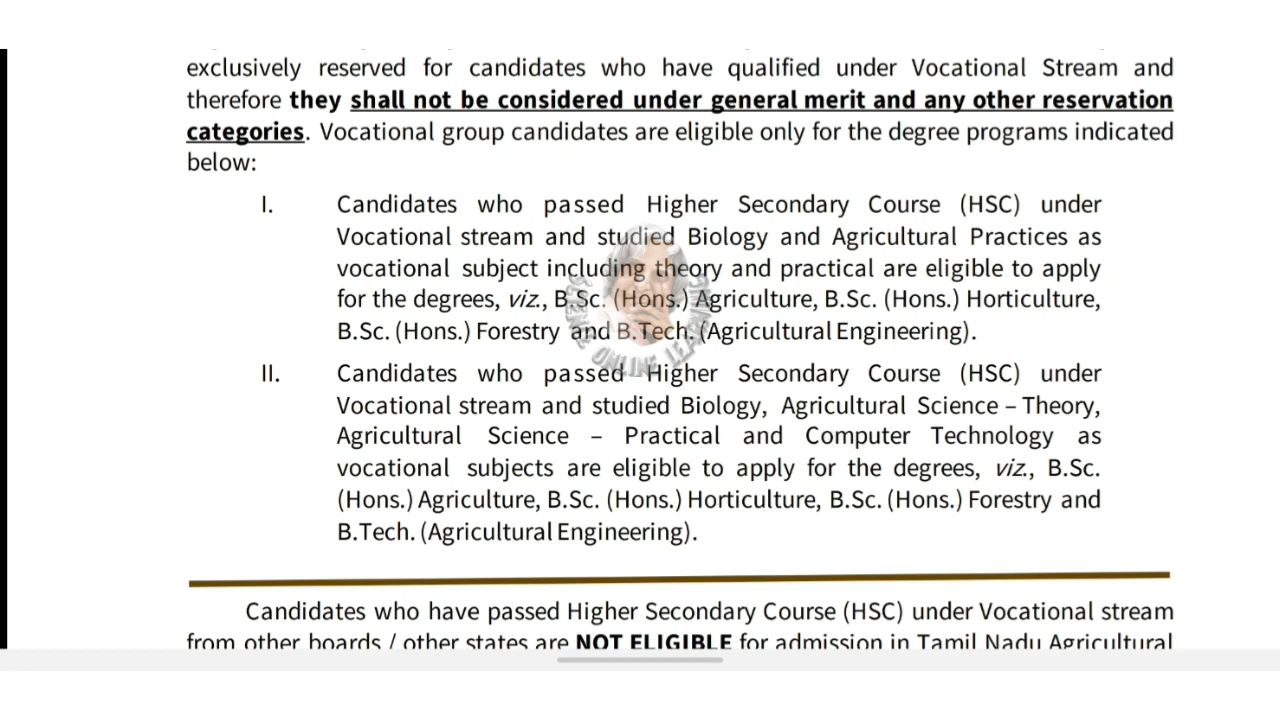 exclusively reserved for candidates who have qualified under Vocational Stream and
therefore they shall not be considered under general merit and any other reservation
categories. Vocational group candidates are eligible only for the degree programs indicated
below:
I. Candidates who passed Higher Secondary Course (HSC) under
Vocational stream and studied Biology and Agricultural Practices as
vocational subject including theory and practical are eligible to apply
for the degrees, viz., B.Sc. (Hons.) Agriculture, B.Sc. (Hons.) Horticulture,
B.Sc. (Hons.) Forestry and B.Tech. (Agricultural Engineering).
II. Candidates who passed Higher Secondary Course (HSC) under
Vocational stream and studied Biology, Agricultural Science – Theory,
Agricultural Science – Practical and Computer Technology as
vocational subjects are eligible to apply for the degrees, viz., B.Sc.
(Hons.) Agriculture, B.Sc. (Hons.) Horticulture, B.Sc. (Hons.) Forestry and
B.Tech. (Agricultural Engineering).
Candidates who have passed Higher Secondary Course (HSC) under Vocational stream
from other boards / other states are NOT ELIGIBLE for admission in Tamil Nadu Agricultural